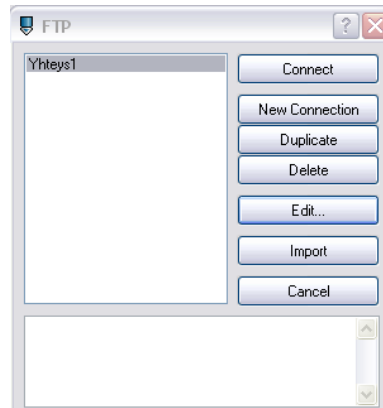 FTP
Yhteys1
Connect
New Connection
Duplicate
Delete
Edit...
Import
Cancel